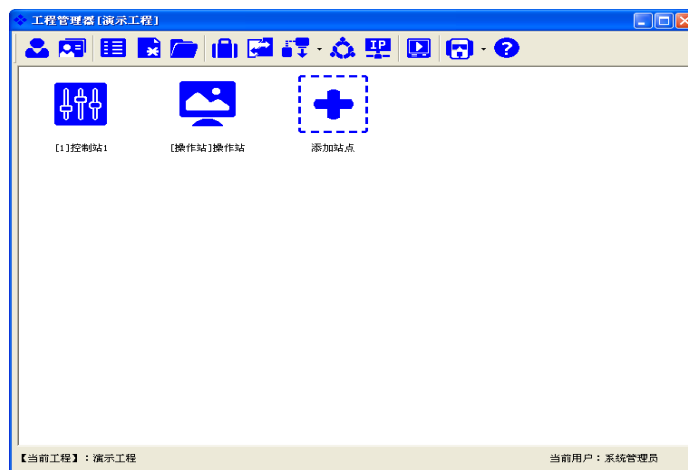 工程管理器[演示工程]
IP
[1]控制站1
[操作站]操作站
添加站点
【当前工程】：演示工程
当前用户：系统管理员